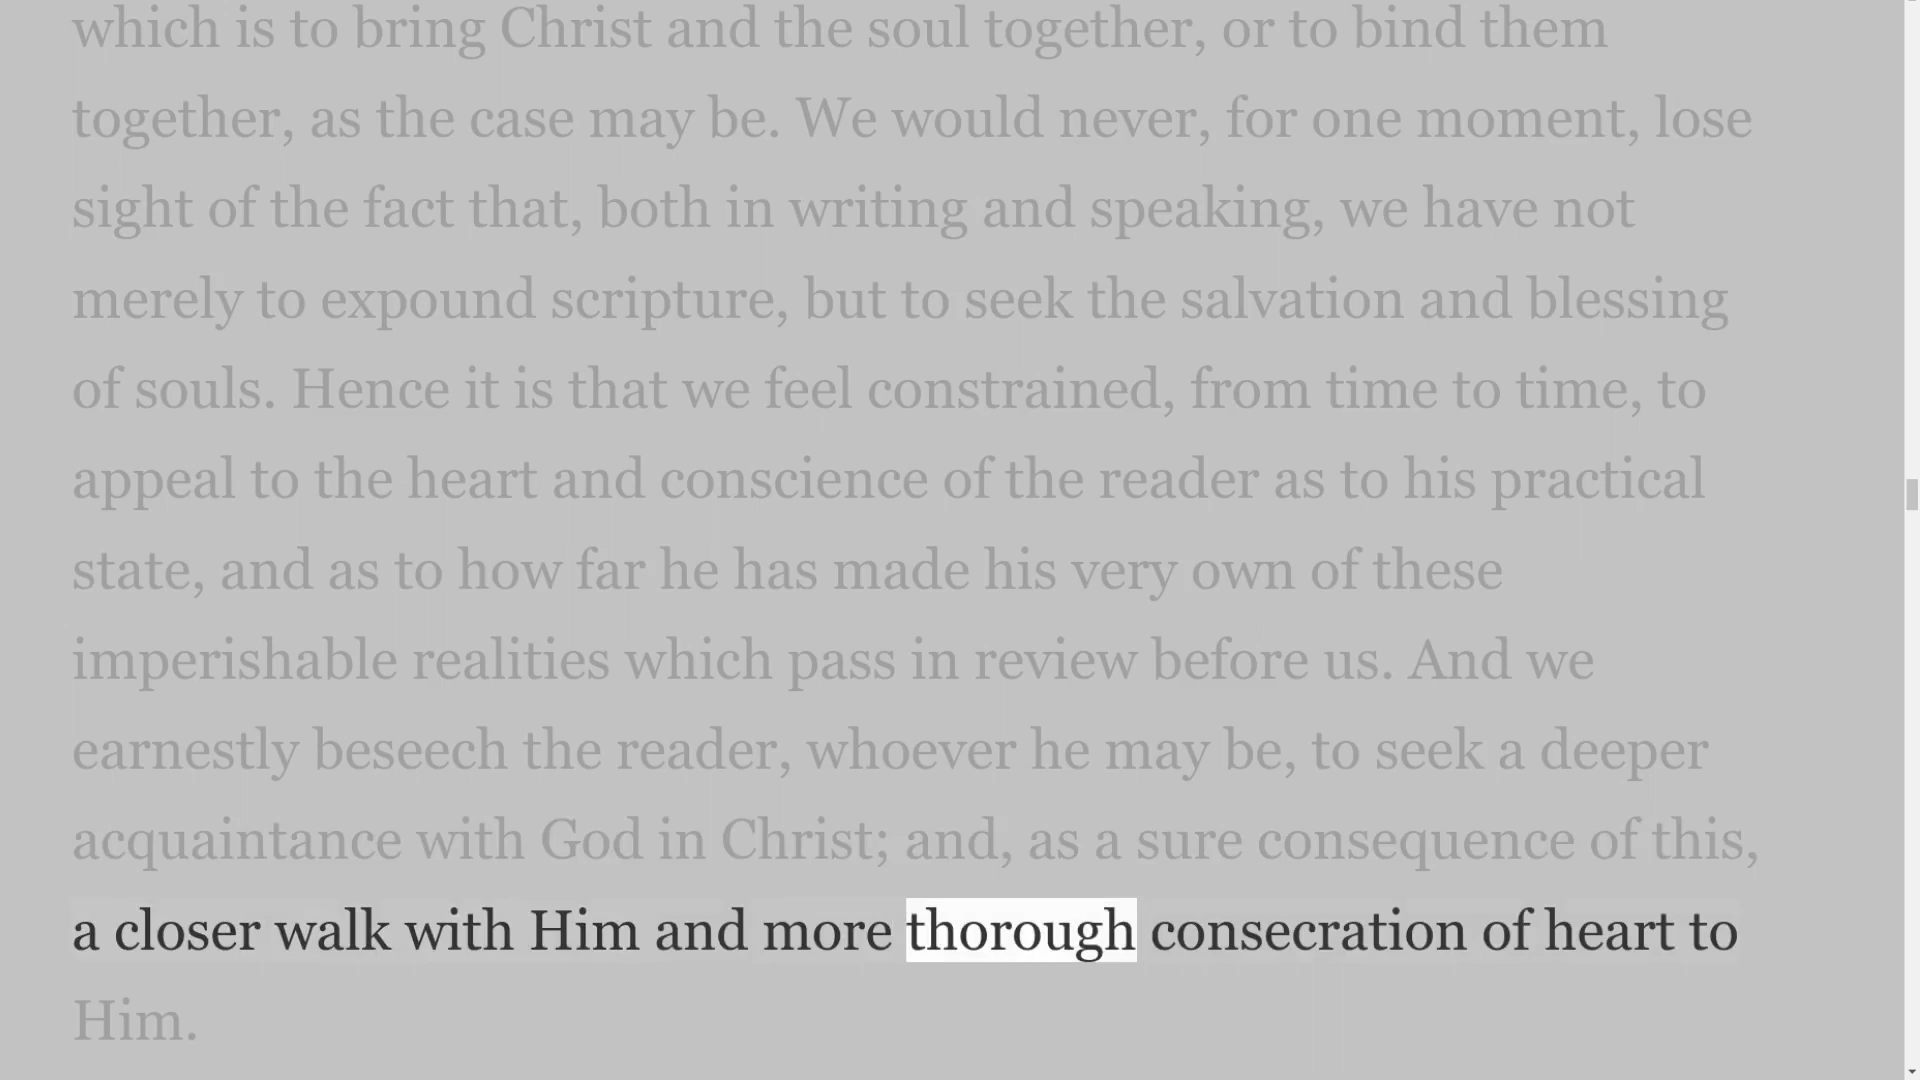 which is to bring Christ and the soul together, or to bind them
together, as the case may be. We would never, for one moment, lose
sight of the fact that, both in writing and speaking, we have not
merely to expound scripture, but to seek the salvation and blessing
of souls. Hence it is that we feel constrained, from time to time, to
appeal to the heart and conscience of the reader as to his practical
state, and as to how far he has made his very own of these
imperishable realities which pass in review before us. And we
earnestly beseech the reader, whoever he may be, to seek a deeper
acquaintance with God in Christ; and, as a sure consequence of this,
a closer walk with Him and more thorough consecration of heart to
Him.